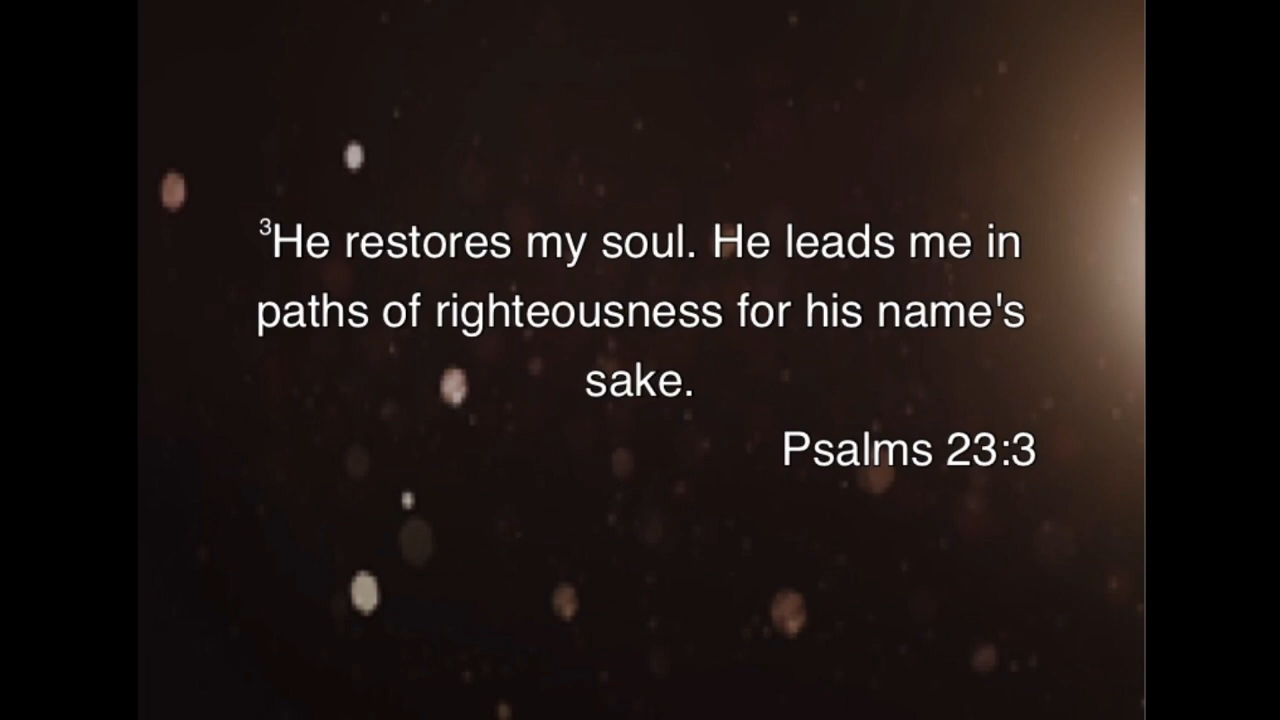 ³He restores my soul. He leads me in
paths of righteousness for his name's
sake.
Psalms 23:3